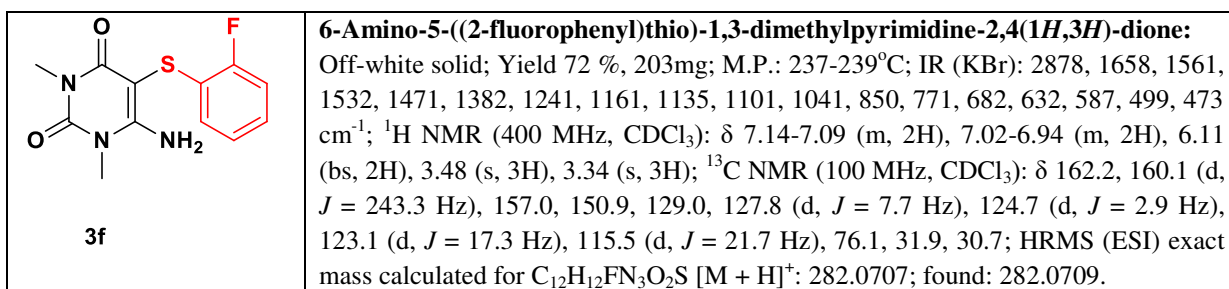 O
F
S
N
O
N
NH2
3f
6-Amino-5-((2-fluorophenyl)thio)-1,3-dimethylpyrimidine-2,4(1H,3H)-dione:
Off-white solid; Yield 72 %, 203mg; M.P.: 237-239oC; IR (KBr): 2878, 1658, 1561,
1532, 1471, 1382, 1241, 1161, 1135, 1101, 1041, 850, 771, 682, 632, 587, 499, 473
cm-1; 1H NMR (400 MHz, CDCl3): δ 7.14-7.09 (m, 2H), 7.02-6.94 (m, 2H), 6.11
(bs, 2H), 3.48 (s, 3H), 3.34 (s, 3H); 13C NMR (100 MHz, CDCl3): δ 162.2, 160.1 (d,
J = 243.3 Hz), 157.0, 150.9, 129.0, 127.8 (d, J = 7.7 Hz), 124.7 (d, J = 2.9 Hz),
123.1 (d, J = 17.3 Hz), 115.5 (d, J = 21.7 Hz), 76.1, 31.9, 30.7; HRMS (ESI) exact
mass calculated for C12H12FN3O2S [M + H]+: 282.0707; found: 282.0709.